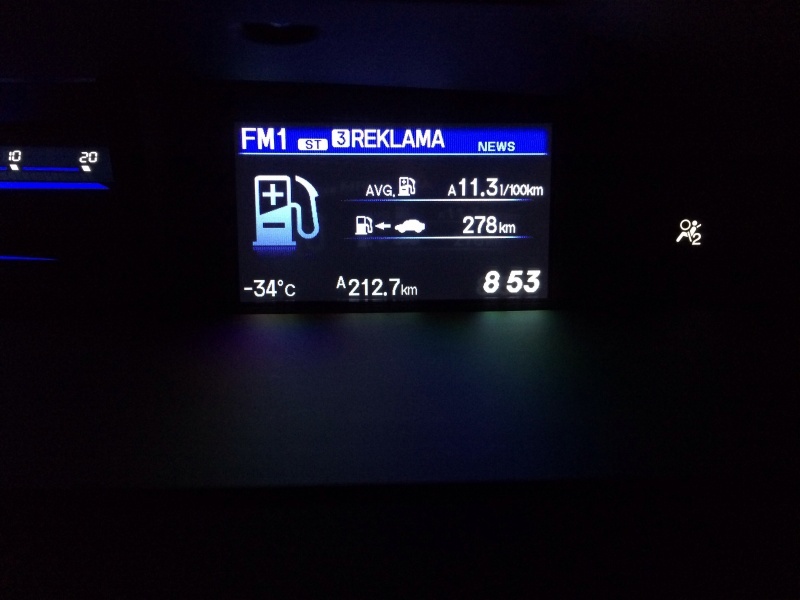 FM1 ST 3 REKLAMA NEWS
10 20
AVG. A 11.3 l/100km
278 km
-34°C A 212.7 km 8 53
2